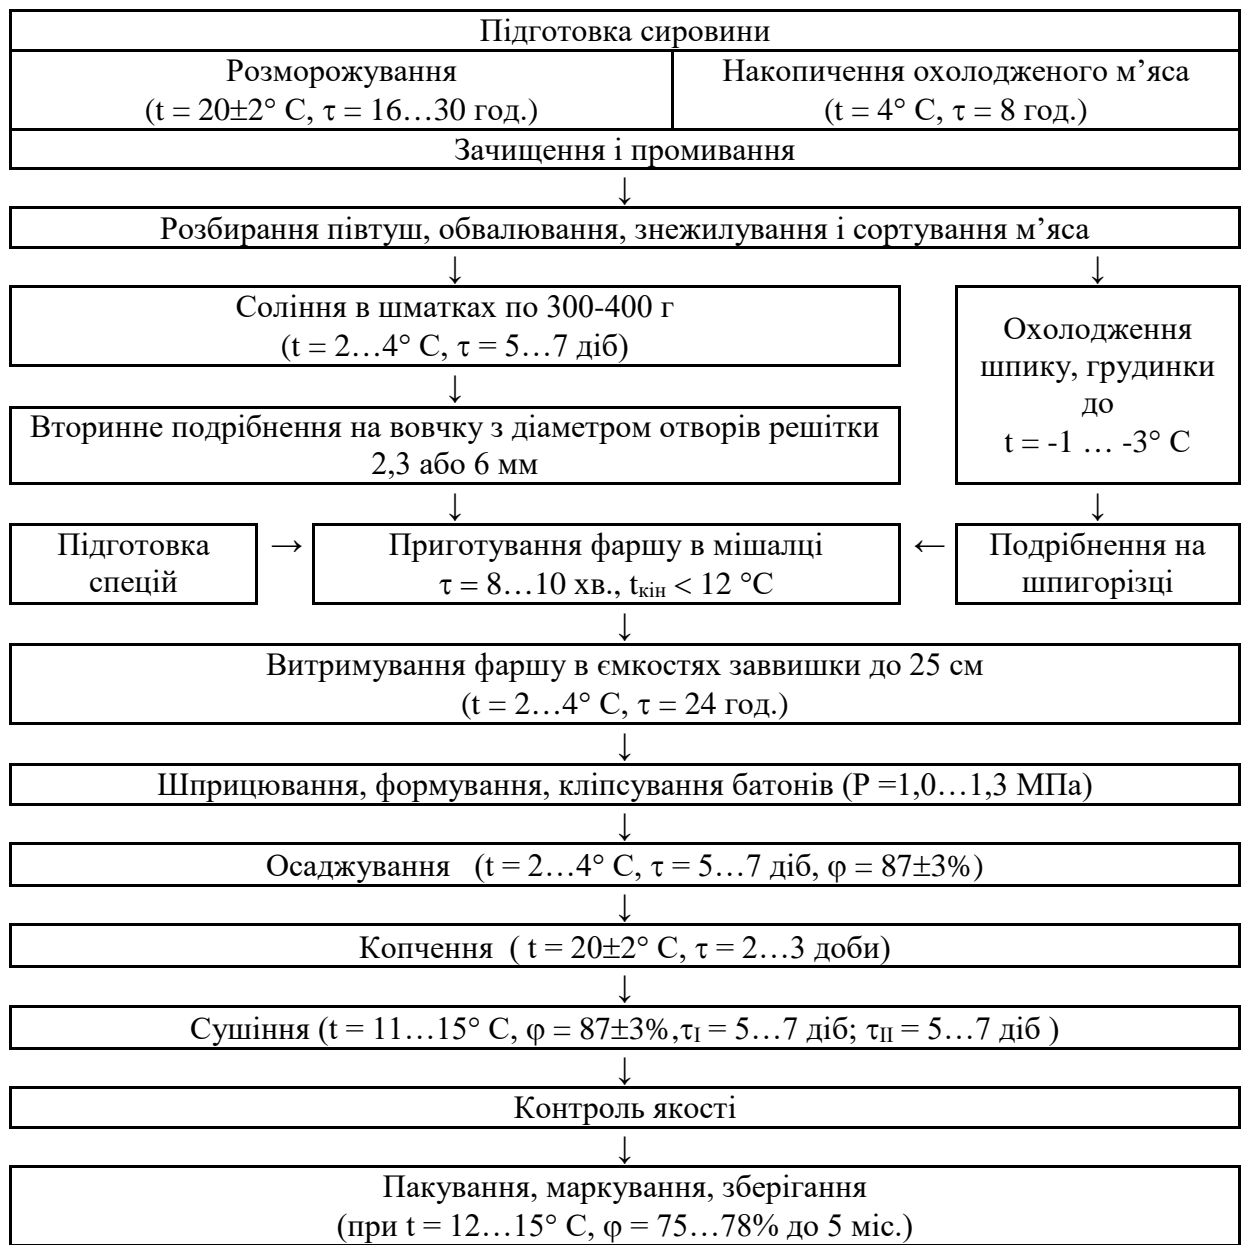 Підготовка сировини
Розморожування
(t = 20±2° С, τ = 16…30 год.)
Накопичення охолодженого м’яса
(t = 4° С, τ = 8 год.)
Зачищення і промивання
↓
Розбирання півтуш, обвалювання, знежилування і сортування м’яса
↓
↓
Соління в шматках по 300-400 г
(t = 2…4° С, τ = 5…7 діб)
Охолодження
шпику, грудинки
до
t = -1 … -3° С
↓
Вторинне подрібнення на вовчку з діаметром отворів решітки
2,3 або 6 мм
↓
↓
Підготовка
спецій
→
Приготування фаршу в мішалці
τ = 8…10 хв., tкін < 12 °С
←
Подрібнення на
шпигорізці
↓
Витримування фаршу в ємкостях заввишки до 25 см
(t = 2…4° С, τ = 24 год.)
↓
Шприцювання, формування, кліпсування батонів (Р =1,0…1,3 МПа)
↓
Осаджування (t = 2…4° С, τ = 5…7 діб, φ = 87±3%)
↓
Копчення ( t = 20±2° С, τ = 2…3 доби)
↓
Сушіння (t = 11…15° С, φ = 87±3%,τI = 5…7 діб; τII = 5…7 діб )
↓
Контроль якості
↓
Пакування, маркування, зберігання
(при t = 12…15° С, φ = 75…78% до 5 міс.)